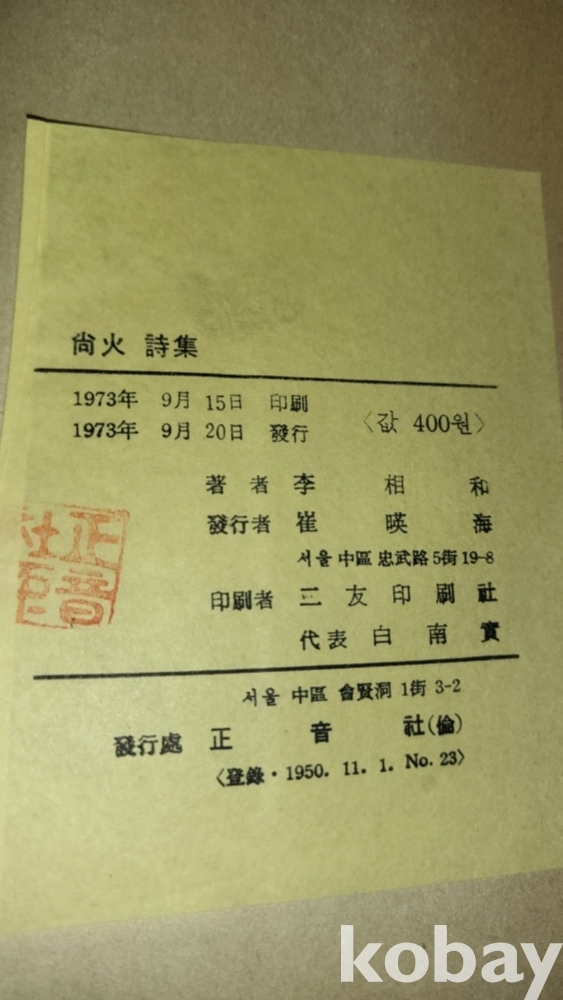 尙火 詩集
1973年 9月 15日 印刷
1973年 9月 20日 發行
〈값 400원〉
著者 李相和
發行者 崔暎海
서울 中區 忠武路 5街 19-8
印刷者 三友印刷社
代表 白南實
서울 中區 會賢洞 1街 3-2
發行處 正音社(倫)
〈登錄·1950. 11. 1. No. 23〉
kobay